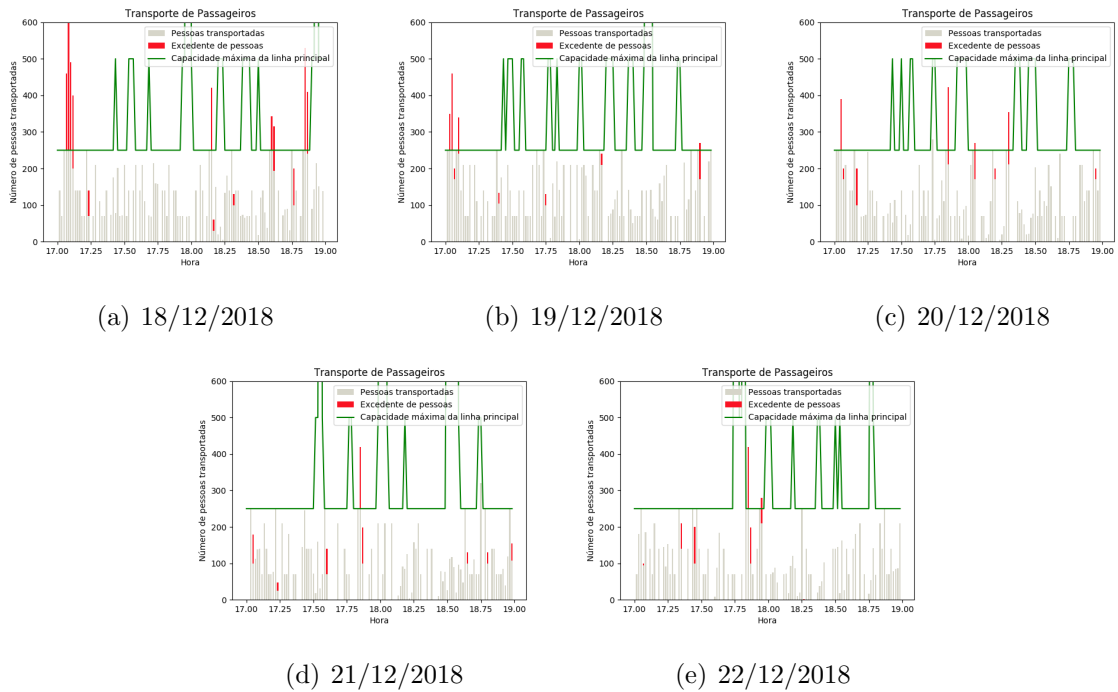 Transporte de Passageiros
Número de pessoas transportadas
600
500
400
300
200
100
0
Pessoas transportadas
Excedente de pessoas
Capacidade máxima da linha principal
17.00 17.25 17.50 17.75 18.00 18.25 18.50 18.75 19.00
Hora
(a) 18/12/2018
Transporte de Passageiros
Número de pessoas transportadas
600
500
400
300
200
100
0
Pessoas transportadas
Excedente de pessoas
Capacidade máxima da linha principal
17.00 17.25 17.50 17.75 18.00 18.25 18.50 18.75 19.00
Hora
(b) 19/12/2018
Transporte de Passageiros
Número de pessoas transportadas
600
500
400
300
200
100
0
Pessoas transportadas
Excedente de pessoas
Capacidade máxima da linha principal
17.00 17.25 17.50 17.75 18.00 18.25 18.50 18.75 19.00
Hora
(c) 20/12/2018
Transporte de Passageiros
Número de pessoas transportadas
600
500
400
300
200
100
0
Pessoas transportadas
Excedente de pessoas
Capacidade máxima da linha principal
17.00 17.25 17.50 17.75 18.00 18.25 18.50 18.75 19.00
Hora
(d) 21/12/2018
Transporte de Passageiros
Número de pessoas transportadas
600
500
400
300
200
100
0
Pessoas transportadas
Excedente de pessoas
Capacidade máxima da linha principal
17.00 17.25 17.50 17.75 18.00 18.25 18.50 18.75 19.00
Hora
(e) 22/12/2018